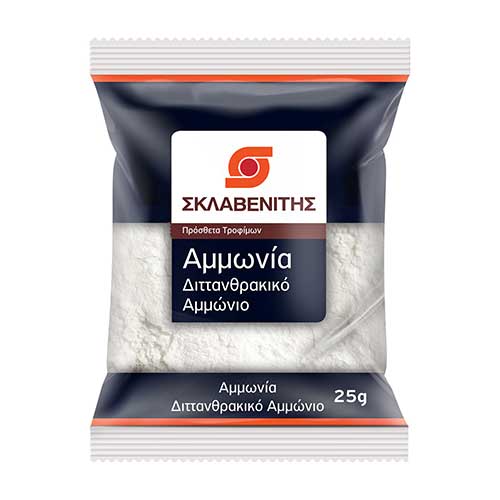 ΣΚΛΑΒΕΝΙΤΗΣ
Πρόσθετα Τροφίμων
Αμμωνία
Διττανθρακικό
Αμμώνιο
Αμμωνία
Διττανθρακικό Αμμώνιο 25g